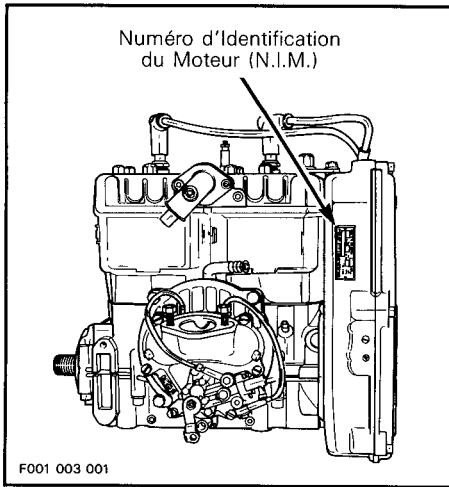 Numéro d'Identification
du Moteur (N.I.M.)
F001 003 001